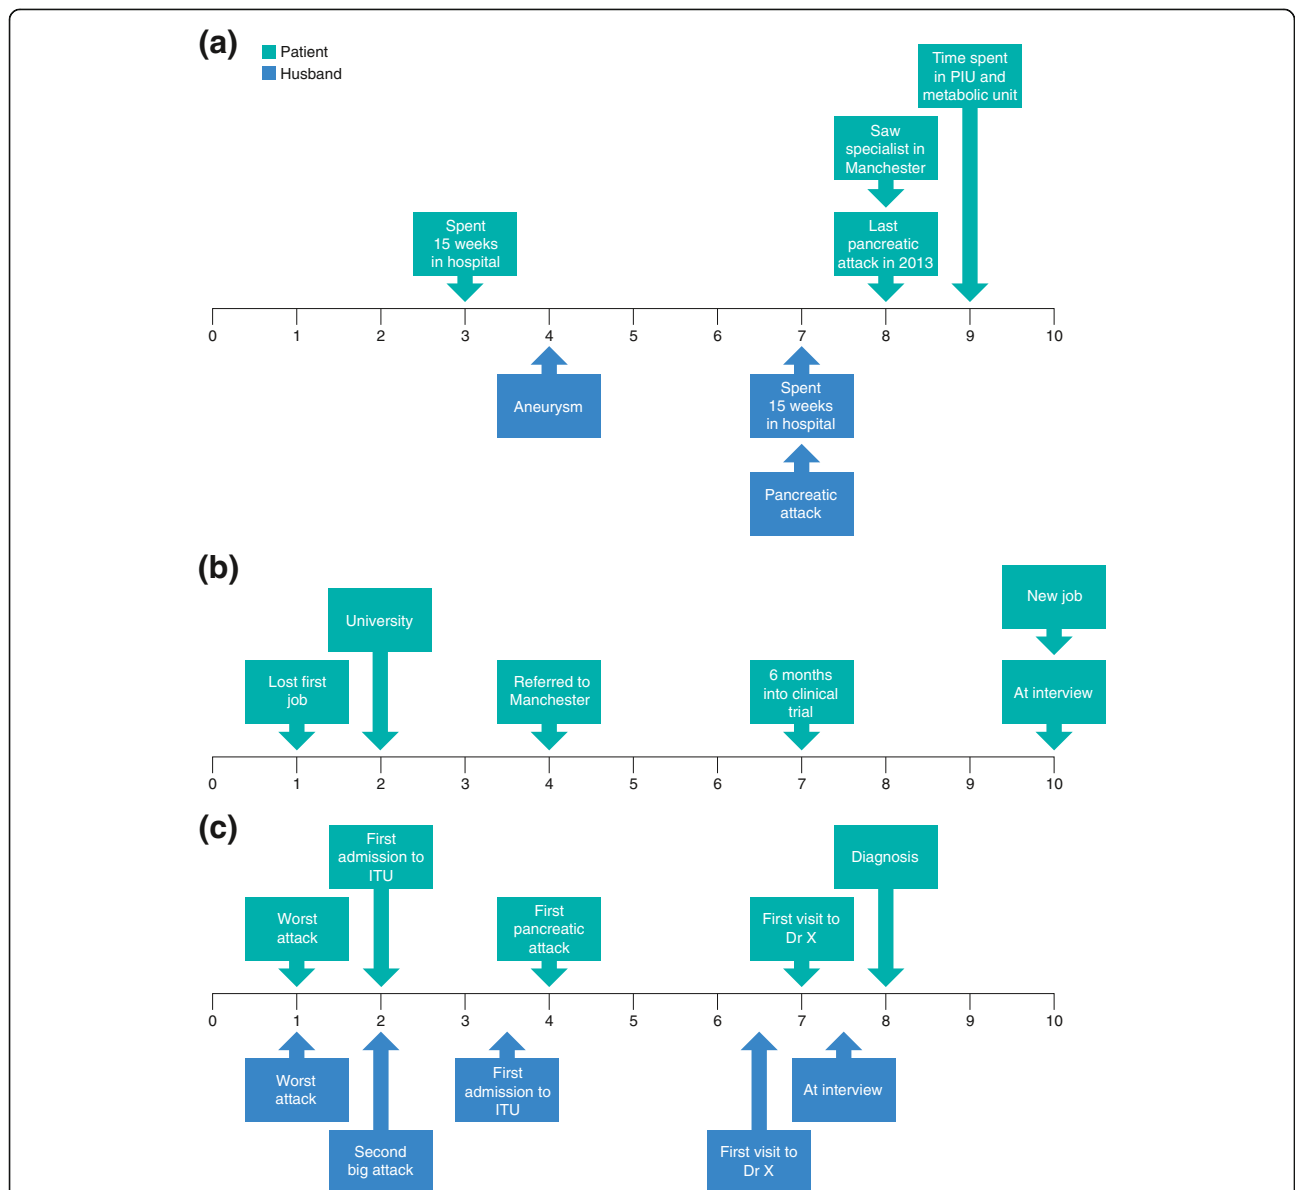 (a)
Patient
Husband
Time spent
in PIU and
metabolic unit
Saw
specialist in
Manchester
Spent
15 weeks
in hospital
Last
pancreatic
attack in 2013
0 1 2 3 4 5 6 7 8 9 10
Aneurysm
Spent
15 weeks
in hospital
Pancreatic
attack
(b)
New job
University
Lost first
job
Referred to
Manchester
6 months
into clinical
trial
At interview
0 1 2 3 4 5 6 7 8 9 10
(c)
First
admission to
ITU
Diagnosis
Worst
attack
First
pancreatic
attack
First visit to
Dr X
0 1 2 3 4 5 6 7 8 9 10
Worst
attack
First
admission to
ITU
At interview
Second
big attack
First visit to
Dr X